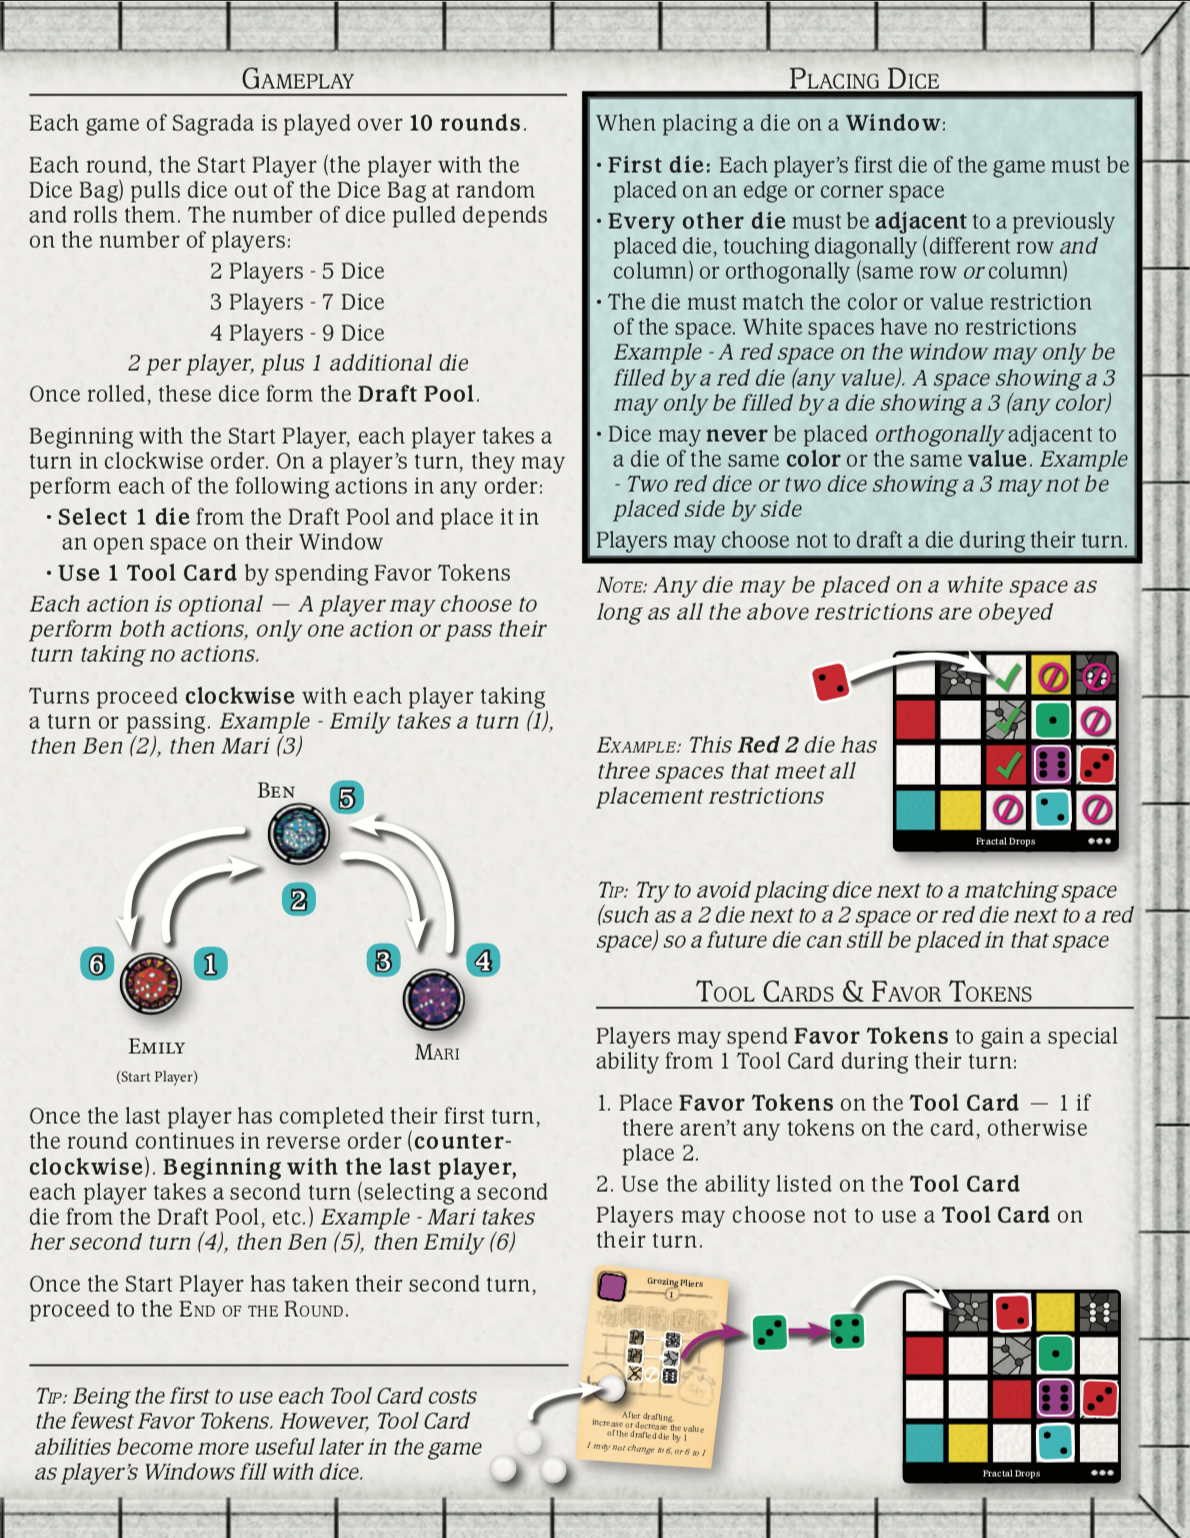 GAMEPLAY
Each game of Sagrada is played over 10 rounds.
Each round, the Start Player (the player with the
Dice Bag) pulls dice out of the Dice Bag at random
and rolls them. The number of dice pulled depends
on the number of players:
2 Players - 5 Dice
3 Players - 7 Dice
4 Players - 9 Dice
2 per player, plus 1 additional die
Once rolled, these dice form the Draft Pool.
Beginning with the Start Player, each player takes a
turn in clockwise order. On a player's turn, they may
perform each of the following actions in any order:
• Select 1 die from the Draft Pool and place it in
an open space on their Window
• Use 1 Tool Card by spending Favor Tokens
Each action is optional — A player may choose to
perform both actions, only one action or pass their
turn taking no actions.
Turns proceed clockwise with each player taking
a turn or passing. Example - Emily takes a turn (1),
then Ben (2), then Mari (3)
BEN
5
2
6
1
3
4
EMILY
(Start Player)
MARI
Once the last player has completed their first turn,
the round continues in reverse order (counter-
clockwise). Beginning with the last player,
each player takes a second turn (selecting a second
die from the Draft Pool, etc.) Example - Mari takes
her second turn (4), then Ben (5), then Emily (6)
Once the Start Player has taken their second turn,
proceed to the END OF THE ROUND.
TIP: Being the first to use each Tool Card costs
the fewest Favor Tokens. However, Tool Card
abilities become more useful later in the game
as player's Windows fill with dice.
PLACING DICE
When placing a die on a Window:
• First die: Each player's first die of the game must be
placed on an edge or corner space
• Every other die must be adjacent to a previously
placed die, touching diagonally (different row and
column) or orthogonally (same row or column)
• The die must match the color or value restriction
of the space. White spaces have no restrictions
Example - A red space on the window may only be
filled by a red die (any value). A space showing a 3
may only be filled by a die showing a 3 (any color)
• Dice may never be placed orthogonally adjacent to
a die of the same color or the same value. Example
- Two red dice or two dice showing a 3 may not be
placed side by side
Players may choose not to draft a die during their turn.
NOTE: Any die may be placed on a white space as
long as all the above restrictions are obeyed
EXAMPLE: This Red 2 die has
three spaces that meet all
placement restrictions
Fractal Drops
TIP: Try to avoid placing dice next to a matching space
(such as a 2 die next to a 2 space or red die next to a red
space) so a future die can still be placed in that space
TOOL CARDS & FAVOR TOKENS
Players may spend Favor Tokens to gain a special
ability from 1 Tool Card during their turn:
1. Place Favor Tokens on the Tool Card — 1 if
there aren't any tokens on the card, otherwise
place 2.
2. Use the ability listed on the Tool Card
Players may choose not to use a Tool Card on
their turn.
Grozing Pliers
1
After drafting,
increase or decrease the value
of the drafted die by 1
1 may not change to 6, or 6 to 1
Fractal Drops